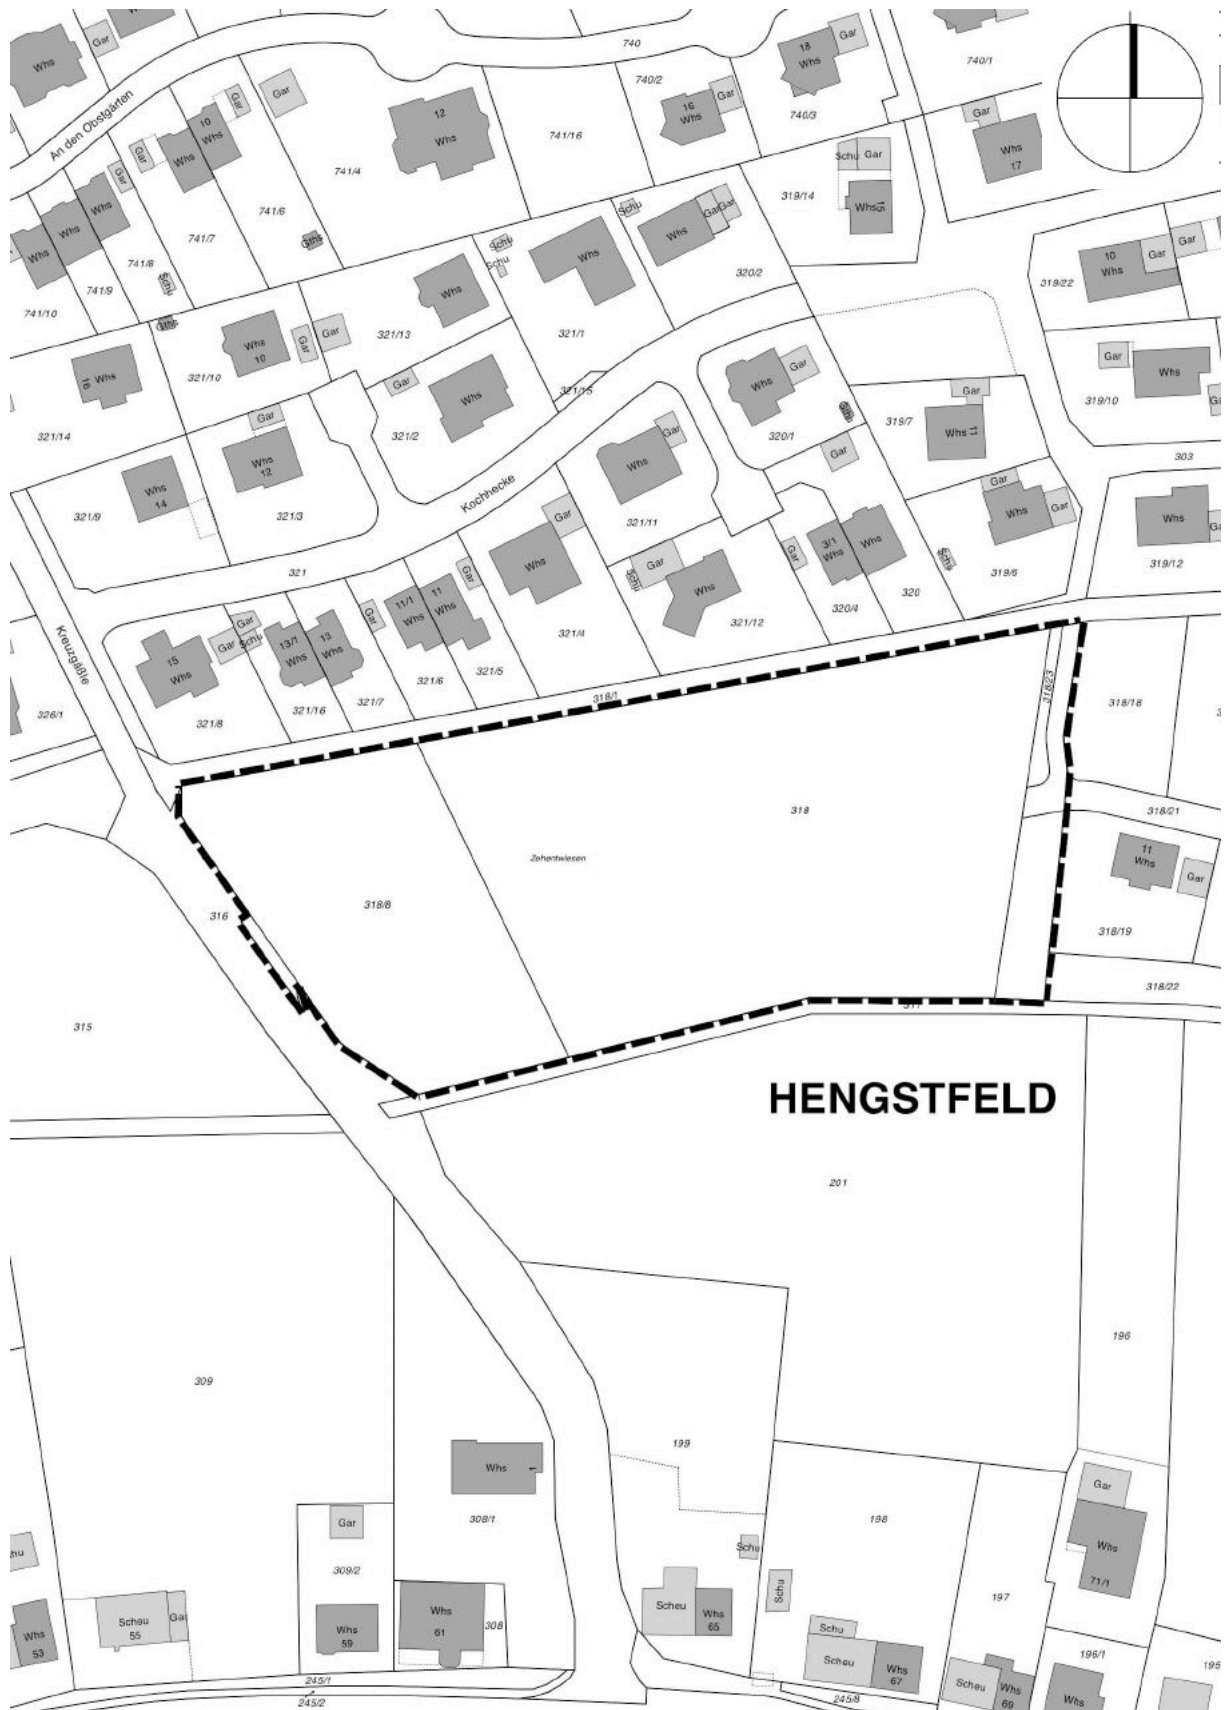 740
Gar
Whs
18
Whs
Gar
740/1
740/2
Gar
An den Obstgärten
Gar
10
Whs
Whs
Gar
12
Whs
741/16
16
Whs
Gar
740/3
Gar
Whs
17
Gar
Gar
741/4
Schu
Gar
319/14
Whs
15
Whs
Whs
Whs
741/6
741/7
Gths
Schu
Whs
Gar
Gar
741/8
Schu
741/9
741/10
Schu
Schu
Whs
320/2
10
Whs
Gar
Gar
319/22
Whs
Gths
321/13
321/1
Whs
10
Gar
Gar
321/10
16
Whs
Gar
Whs
321/15
Whs
Gar
Gar
Whs
319/10
321/14
Gar
321/2
320/1
Gths
319/7
Gar
Whs
11
Whs
12
Whs
Gar
Gar
303
Whs
14
321/9
321/3
Kochhecke
321/11
Gar
Whs
Gar
Whs
Gar
319/12
Gar
3/1
Whs
Whs
Gar
Schu
319/6
321
Whs
Gar
Gar
Schu
Whs
320
320/4
321/12
11/1
Whs
11
Whs
321/4
Kreuzgäßle
Gar
Gar
Gar
Schu
15
Whs
13/1
Whs
13
Whs
321/5
321/6
321/7
321/16
321/8
318/1
318/23
318/18
326/1
318
318/21
Zehentwiesen
11
Whs
Gar
318/8
316
318/19
318/22
317
315
HENGSTFELD
201
196
309
199
Whs
1
308/1
Gar
198
Gar
309/2
Schu
Whs
71/1
Schu
197
Scheu
55
Gar
Whs
59
Whs
61
308
Scheu
Whs
65
Schu
Whs
53
Scheu
Whs
67
Scheu
Whs
69
Whs
196/1
195
245/1
245/2
245/8